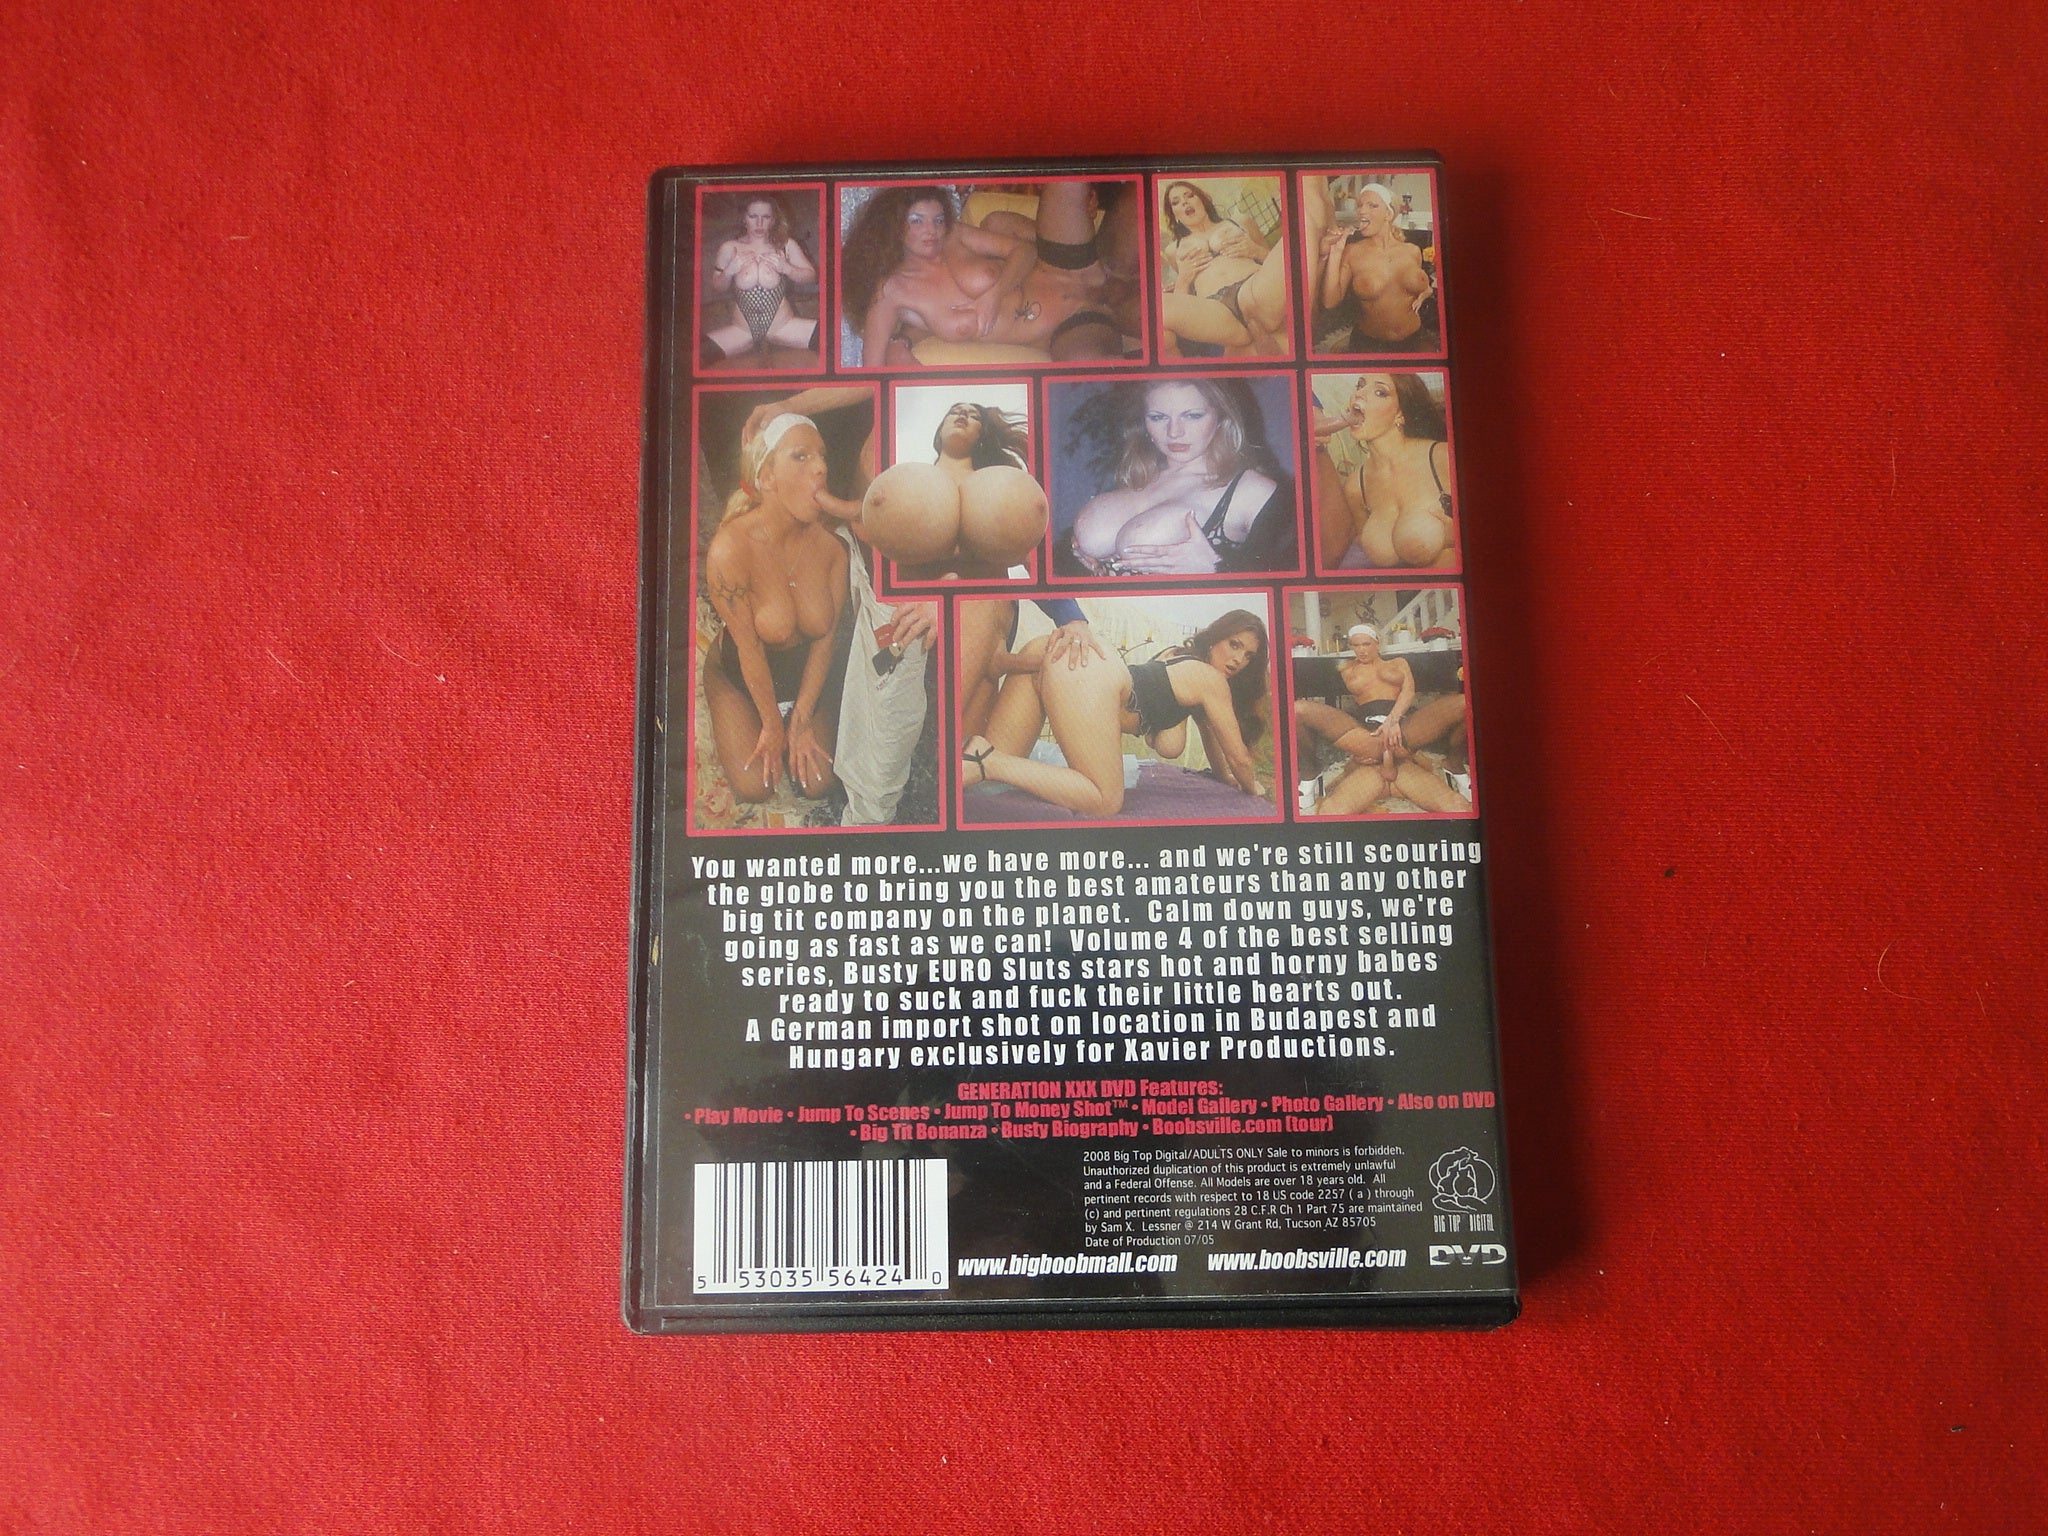 You wanted more...we have more... and we're still scouring
the globe to bring you the best amateurs than any other
big tit company on the planet. Calm down guys, we're
going as fast as we can! Volume 4 of the best selling
series, Busty EURO Sluts stars hot and horny babes
ready to suck and fuck their little hearts out.
A German import shot on location in Budapest and
Hungary exclusively for Xavier Productions.
GENERATION XXX DVD Features:
• Play Movie • Jump To Scenes • Jump To Money Shot™ • Model Gallery • Photo Gallery • Also on DVD
• Big Tit Bonanza • Busty Biography • Boobsville.com (tour)
2008 Big Top Digital/ADULTS ONLY Sale to minors is forbidden.
Unauthorized duplication of this product is extremely unlawful
and a Federal Offense. All Models are over 18 years old. All
pertinent records with respect to 18 US code 2257 ( a ) through
(c) and pertinent regulations 28 C.F.R Ch 1 Part 75 are maintained
by Sam X. Lessner @ 214 W Grant Rd, Tucson AZ 85705
Date of Production 07/05
BIG TOP DIGITAL
www.bigboobmall.com www.boobsville.com
DVD
5 53035 56424 0